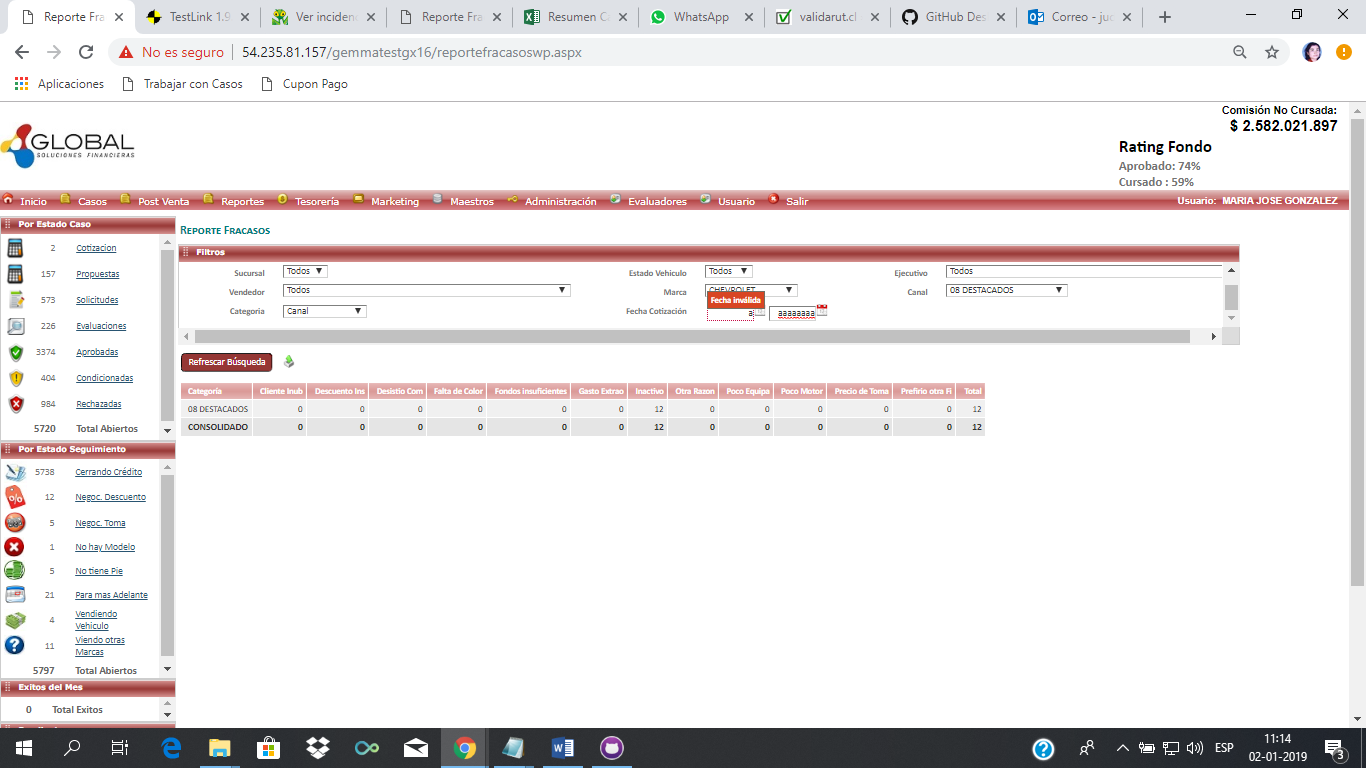 Reporte Fra
TestLink 1.9
Ver inciden
Reporte Fra
Resumen C
WhatsApp
validarut.cl
GitHub Des
Correo - juc
No es seguro
54.235.81.157/gemmatestgx16/reportefracasoswp.aspx
Aplicaciones
Trabajar con Casos
Cupon Pago
GLOBAL
SOLUCIONES FINANCIERAS
Comisión No Cursada:
$ 2.582.021.897
Rating Fondo
Aprobado: 74%
Cursado : 59%
Inicio Casos Post Venta Reportes Tesorería Marketing Maestros Administración Evaluadores Usuario Salir
Usuario: MARIA JOSE GONZALEZ
Por Estado Caso
2 Cotizacion
157 Propuestas
573 Solicitudes
226 Evaluaciones
3374 Aprobadas
404 Condicionadas
984 Rechazadas
5720 Total Abiertos
Por Estado Seguimiento
5738 Cerrando Crédito
12 Negoc. Descuento
5 Negoc. Toma
1 No hay Modelo
5 No tiene Pie
21 Para mas Adelante
4 Vendiendo
Vehiculo
11 Viendo otras
Marcas
5797 Total Abiertos
Exitos del Mes
0 Total Exitos
Reporte Fracasos
Filtros
Sucursal Todos Estado Vehiculo Todos Ejecutivo Todos
Vendedor Todos Marca CHEVROLET Canal 08 DESTACADOS
Fecha inválida
Categoria Canal Fecha Cotización a aaaaaaaa
Refrescar Búsqueda
Categoría Cliente Inub Descuento Ins Desistio Com Falta de Color Fondos insuficientes Gasto Extrao Inactivo Otra Razon Poco Equipa Poco Motor Precio de Toma Prefirio otra Fi Total
08 DESTACADOS 0 0 0 0 0 0 12 0 0 0 0 0 12
CONSOLIDADO 0 0 0 0 0 0 12 0 0 0 0 0 12
ESP
11:14
02-01-2019
3